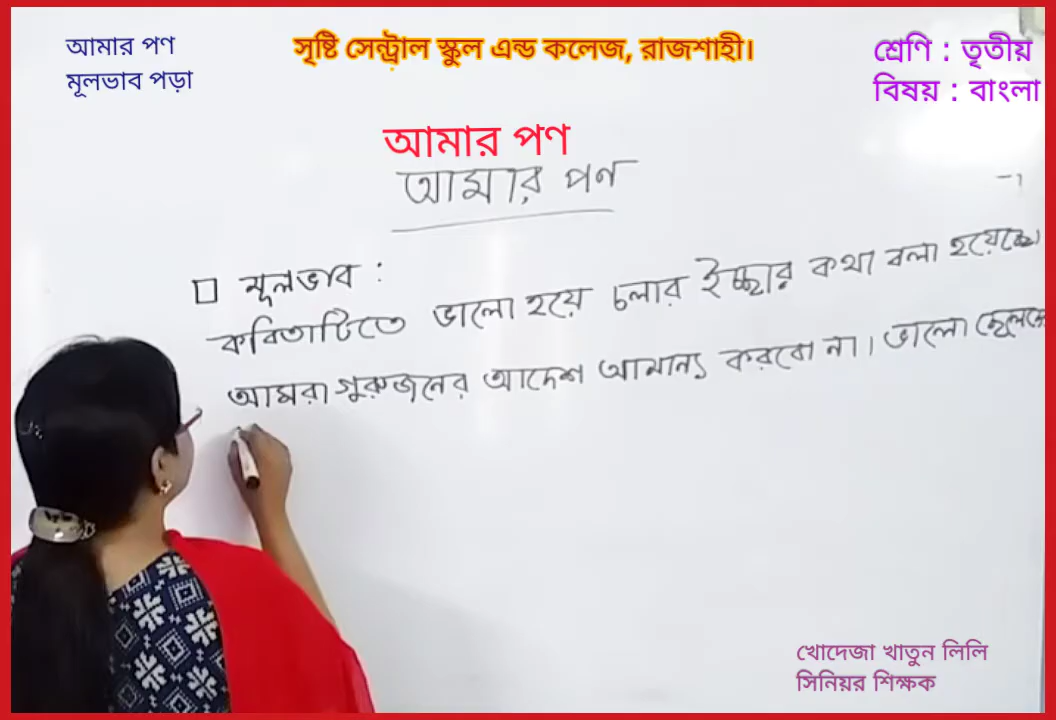 আমার পণ
মূলভাব পড়া
সৃষ্টি সেন্ট্রাল স্কুল এন্ড কলেজ, রাজশাহী।
শ্রেণি : তৃতীয়
বিষয় : বাংলা
আমার পণ
আমার পণ
মূলভাব :
কবিতাটিতে ভালো হয়ে চলার ইচ্ছার কথা বলা হয়েছে।
আমরা গুরুজনের আদেশ অমান্য করবো না। ভালো
খোদেজা খাতুন লিলি
সিনিয়র শিক্ষক